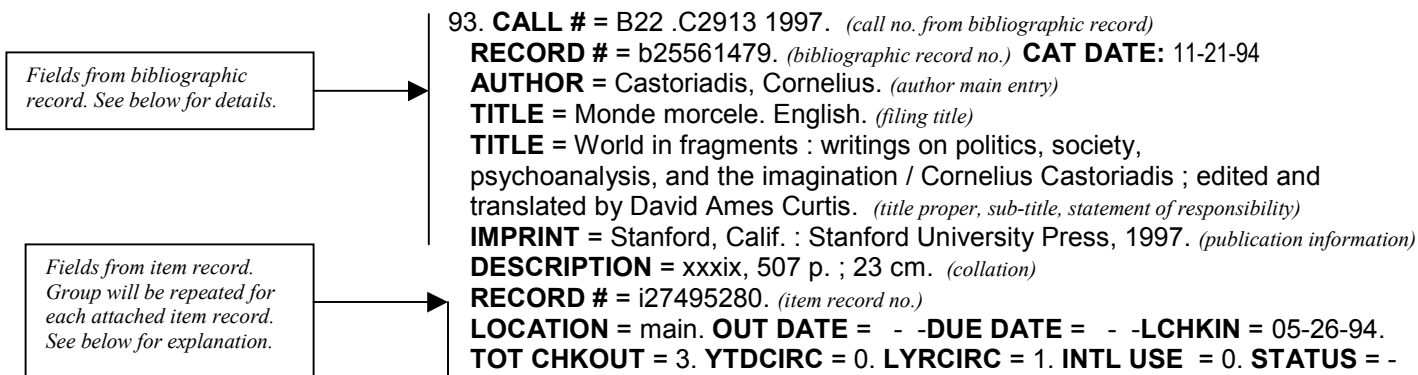 93. CALL # = B22 .C2913 1997. (call no. from bibliographic record)
RECORD # = b25561479. (bibliographic record no.) CAT DATE: 11-21-94
AUTHOR = Castoriadis, Cornelius. (author main entry)
TITLE = Monde morcele. English. (filing title)
TITLE = World in fragments : writings on politics, society,
psychoanalysis, and the imagination / Cornelius Castoriadis ; edited and
translated by David Ames Curtis. (title proper, sub-title, statement of responsibility)
IMPRINT = Stanford, Calif. : Stanford University Press, 1997. (publication information)
DESCRIPTION = xxxix, 507 p. ; 23 cm. (collation)
RECORD # = i27495280. (item record no.)
LOCATION = main. OUT DATE = - -DUE DATE = - -LCHKIN = 05-26-94.
TOT CHKOUT = 3. YTDCIRC = 0. LYRCIRC = 1. INTL USE = 0. STATUS = -
Fields from bibliographic
record. See below for details.
Fields from item record.
Group will be repeated for
each attached item record.
See below for explanation.